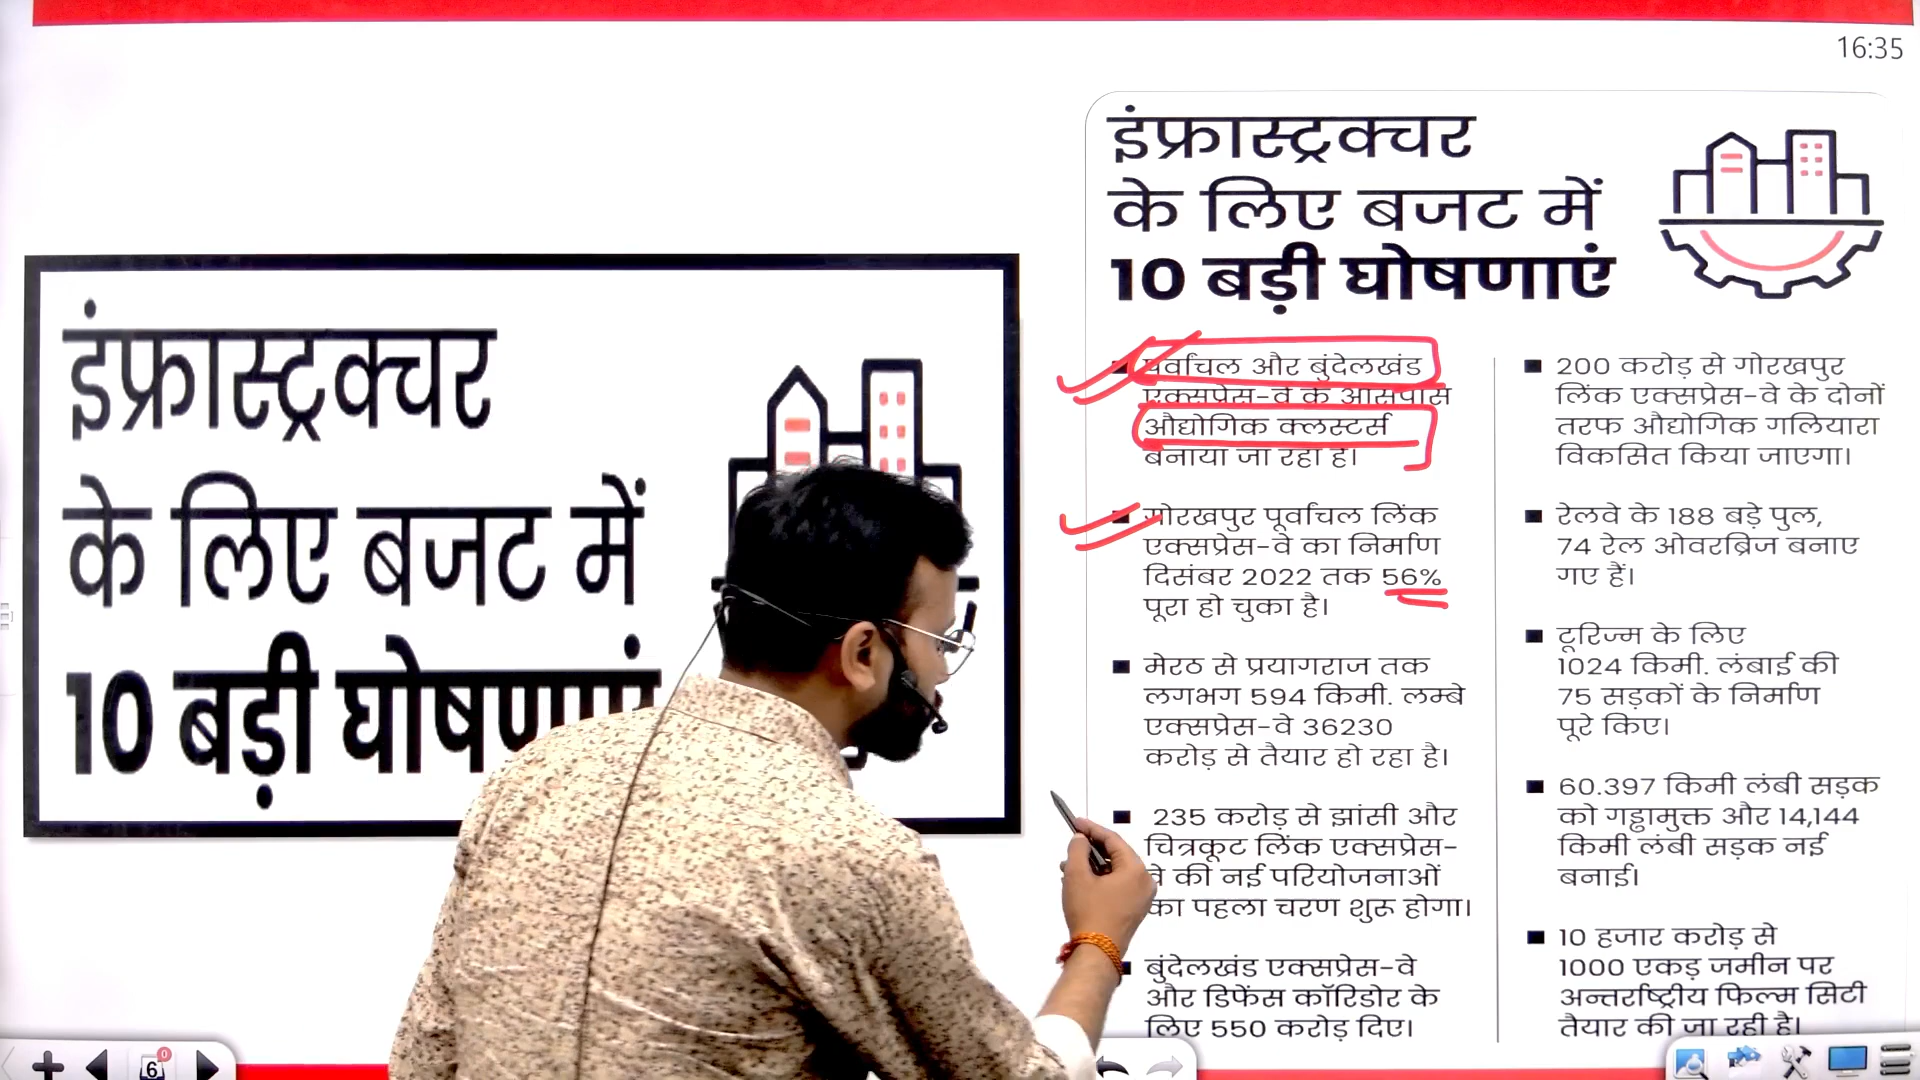 16:35
इंफ्रास्ट्रक्चर
के लिए बजट में
10 बड़ी घोषणाएं
इंफ्रास्ट्रक्चर
के लिए बजट में
10 बड़ी घोषणाएं
और बुंदेलखंड
एक्सप्रेस-वे के आसपास
औद्योगिक क्लस्टर्स
बनाया जा रहा है।
गोरखपुर पूर्वांचल लिंक
एक्सप्रेस-वे का निर्माण
दिसंबर 2022 तक 56%
पूरा हो चुका है।
मेरठ से प्रयागराज तक
लगभग 594 किमी. लम्बे
एक्सप्रेस-वे 36230
करोड़ से तैयार हो रहा है।
235 करोड़ से झांसी और
चित्रकूट लिंक एक्सप्रेस-
वे की नई परियोजनाओं
का पहला चरण शुरू होगा।
बुंदेलखंड एक्सप्रेस-वे
और डिफेंस कॉरिडोर के
लिए 550 करोड़ दिए।
200 करोड़ से गोरखपुर
लिंक एक्सप्रेस-वे के दोनों
तरफ औद्योगिक गलियारा
विकसित किया जाएगा।
रेलवे के 188 बड़े पुल,
74 रेल ओवरब्रिज बनाए
गए हैं।
टूरिज्म के लिए
1024 किमी. लंबाई की
75 सड़कों के निर्माण
पूरे किए।
60.397 किमी लंबी सड़क
को गड्ढामुक्त और 14,144
किमी लंबी सड़क नई
बनाई।
10 हजार करोड़ से
1000 एकड़ जमीन पर
अन्तर्राष्ट्रीय फिल्म सिटी
तैयार की जा रही है।
6
0